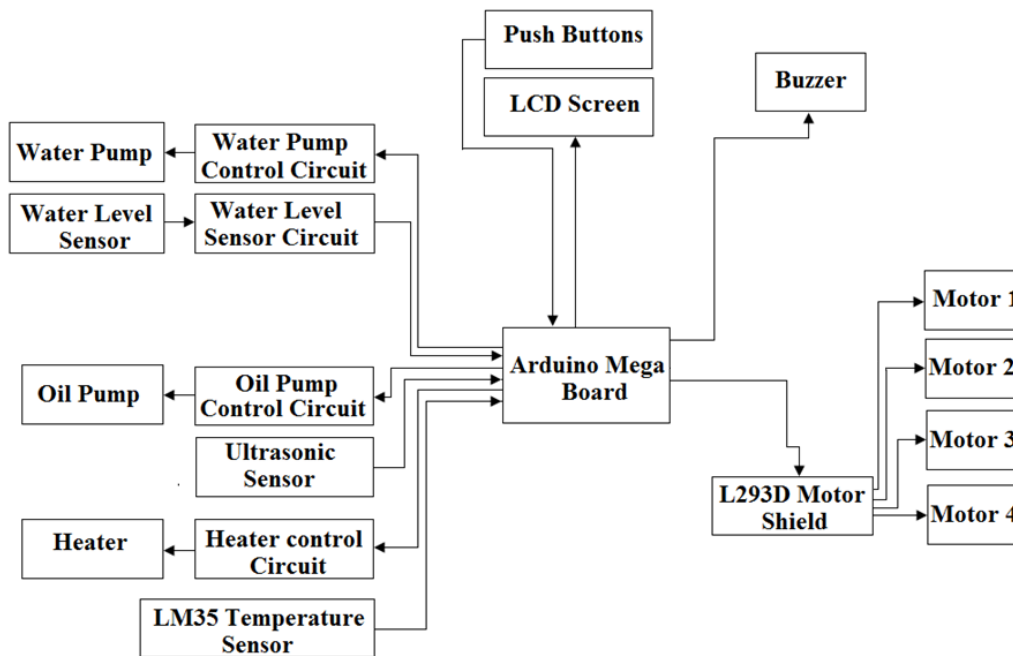 Push Buttons
LCD Screen
Buzzer
Water Pump
Water Pump
Control Circuit
Water Level
Sensor
Water Level
Sensor Circuit
Arduino Mega
Board
Motor 1
Motor 2
Motor 3
Motor 4
Oil Pump
Oil Pump
Control Circuit
Ultrasonic
Sensor
L293D Motor
Shield
Heater
Heater control
Circuit
LM35 Temperature
Sensor